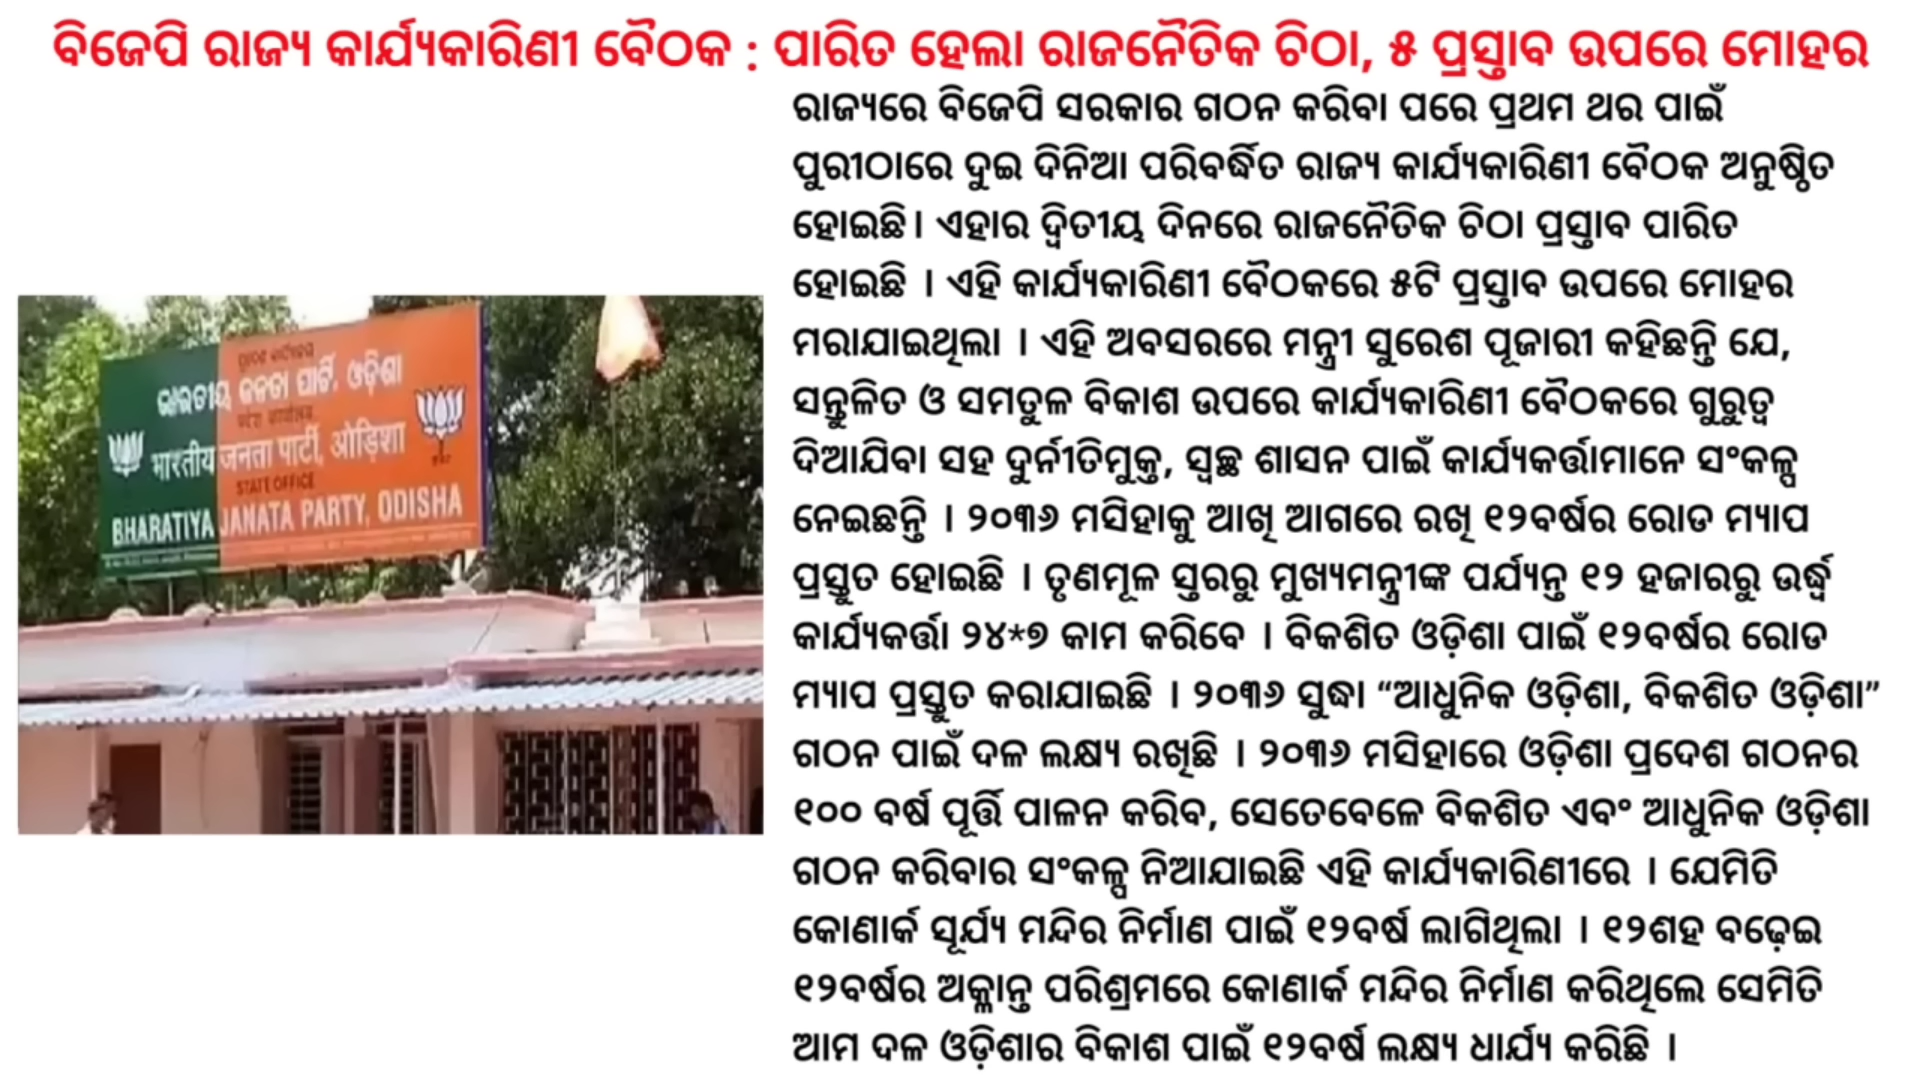 ବିଜେପି ରାଜ୍ୟ କାର୍ଯ୍ୟକାରିଣୀ ବୈଠକ : ପାରିତ ହେଲା ରାଜନୈତିକ ଚିଠା, ୫ ପ୍ରସ୍ତାବ ଉପରେ ମୋହର
ଭାରତୀୟ ଜନତା ପାର୍ଟି, ଓଡ଼ିଶା
भारतीय जनता पार्टी, ओड़िशा
STATE OFFICE
BHARATIYA JANATA PARTY, ODISHA
ରାଜ୍ୟରେ ବିଜେପି ସରକାର ଗଠନ କରିବା ପରେ ପ୍ରଥମ ଥର ପାଇଁ
ପୁରୀଠାରେ ଦୁଇ ଦିନିଆ ପରିବର୍ଦ୍ଧିତ ରାଜ୍ୟ କାର୍ଯ୍ୟକାରିଣୀ ବୈଠକ ଅନୁଷ୍ଠିତ
ହୋଇଛି। ଏହାର ଦ୍ୱିତୀୟ ଦିନରେ ରାଜନୈତିକ ଚିଠା ପ୍ରସ୍ତାବ ପାରିତ
ହୋଇଛି । ଏହି କାର୍ଯ୍ୟକାରିଣୀ ବୈଠକରେ ୫ଟି ପ୍ରସ୍ତାବ ଉପରେ ମୋହର
ମରାଯାଇଥିଲା । ଏହି ଅବସରରେ ମନ୍ତ୍ରୀ ସୁରେଶ ପୂଜାରୀ କହିଛନ୍ତି ଯେ,
ସନ୍ତୁଳିତ ଓ ସମତୁଳ ବିକାଶ ଉପରେ କାର୍ଯ୍ୟକାରିଣୀ ବୈଠକରେ ଗୁରୁତ୍ୱ
ଦିଆଯିବା ସହ ଦୁର୍ନୀତିମୁକ୍ତ, ସ୍ୱଚ୍ଛ ଶାସନ ପାଇଁ କାର୍ଯ୍ୟକର୍ତ୍ତାମାନେ ସଂକଳ୍ପ
ନେଇଛନ୍ତି । ୨୦୩୬ ମସିହାକୁ ଆଖି ଆଗରେ ରଖି ୧୨ବର୍ଷର ରୋଡ ମ୍ୟାପ
ପ୍ରସ୍ତୁତ ହୋଇଛି । ତୃଣମୂଳ ସ୍ତରରୁ ମୁଖ୍ୟମନ୍ତ୍ରୀଙ୍କ ପର୍ଯ୍ୟନ୍ତ ୧୨ ହଜାରରୁ ଉର୍ଦ୍ଧ୍ୱ
କାର୍ଯ୍ୟକର୍ତ୍ତା ୨୪*୭ କାମ କରିବେ । ବିକଶିତ ଓଡ଼ିଶା ପାଇଁ ୧୨ବର୍ଷର ରୋଡ
ମ୍ୟାପ ପ୍ରସ୍ତୁତ କରାଯାଇଛି । ୨୦୩୬ ସୁଦ୍ଧା “ଆଧୁନିକ ଓଡ଼ିଶା, ବିକଶିତ ଓଡ଼ିଶା”
ଗଠନ ପାଇଁ ଦଳ ଲକ୍ଷ୍ୟ ରଖିଛି । ୨୦୩୬ ମସିହାରେ ଓଡ଼ିଶା ପ୍ରଦେଶ ଗଠନର
୧୦୦ ବର୍ଷ ପୂର୍ତ୍ତି ପାଳନ କରିବ, ସେତେବେଳେ ବିକଶିତ ଏବଂ ଆଧୁନିକ ଓଡ଼ିଶା
ଗଠନ କରିବାର ସଂକଳ୍ପ ନିଆଯାଇଛି ଏହି କାର୍ଯ୍ୟକାରିଣୀରେ । ଯେମିତି
କୋଣାର୍କ ସୂର୍ଯ୍ୟ ମନ୍ଦିର ନିର୍ମାଣ ପାଇଁ ୧୨ବର୍ଷ ଲାଗିଥିଲା । ୧୨ଶହ ବଢ଼େଇ
୧୨ବର୍ଷର ଅକ୍ଳାନ୍ତ ପରିଶ୍ରମରେ କୋଣାର୍କ ମନ୍ଦିର ନିର୍ମାଣ କରିଥିଲେ ସେମିତି
ଆମ ଦଳ ଓଡ଼ିଶାର ବିକାଶ ପାଇଁ ୧୨ବର୍ଷ ଲକ୍ଷ୍ୟ ଧାର୍ଯ୍ୟ କରିଛି ।